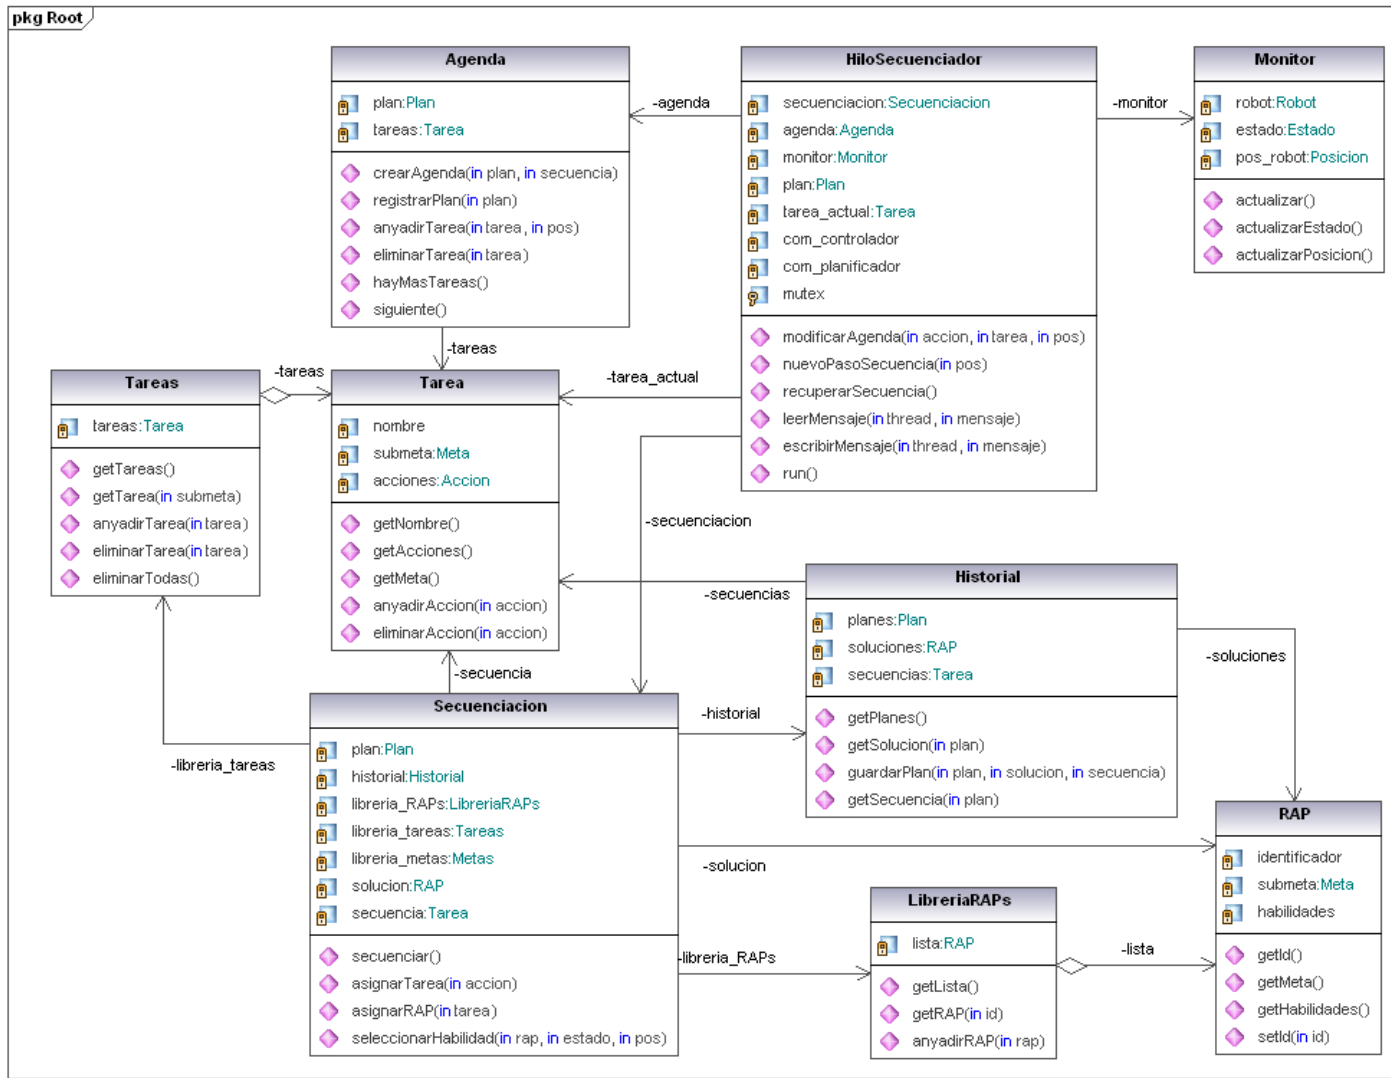 pkg Root
Agenda
plan:Plan
tareas:Tarea
crearAgenda(in plan, in secuencia)
registrarPlan(in plan)
anyadirTarea(in tarea, in pos)
eliminarTarea(in tarea)
hayMasTareas()
siguiente()
-agenda
HiloSecuenciador
secuenciacion:Secuenciacion
agenda:Agenda
monitor:Monitor
plan:Plan
tarea_actual:Tarea
com_controlador
com_planificador
mutex
modificarAgenda(in accion, in tarea, in pos)
nuevoPasoSecuencia(in pos)
recuperarSecuencia()
leerMensaje(in thread, in mensaje)
escribirMensaje(in thread, in mensaje)
run()
-monitor
Monitor
robot:Robot
estado:Estado
pos_robot:Posicion
actualizar()
actualizarEstado()
actualizarPosicion()
-tareas
-tareas
-tarea_actual
Tareas
tareas:Tarea
getTareas()
getTarea(in submeta)
anyadirTarea(in tarea)
eliminarTarea(in tarea)
eliminarTodas()
Tarea
nombre
submeta:Meta
acciones:Accion
getNombre()
getAcciones()
getMeta()
anyadirAccion(in accion)
eliminarAccion(in accion)
-secuenciacion
-secuencias
Historial
planes:Plan
soluciones:RAP
secuencias:Tarea
getPlanes()
getSolucion(in plan)
guardarPlan(in plan, in solucion, in secuencia)
getSecuencia(in plan)
-soluciones
-secuencia
-historial
-libreria_tareas
Secuenciacion
plan:Plan
historial:Historial
libreria_RAPs:LibreriaRAPs
libreria_tareas:Tareas
libreria_metas:Metas
solucion:RAP
secuencia:Tarea
secuenciar()
asignarTarea(in accion)
asignarRAP(in tarea)
seleccionarHabilidad(in rap, in estado, in pos)
-solucion
-libreria_RAPs
LibreriaRAPs
lista:RAP
getLista()
getRAP(in id)
anyadirRAP(in rap)
-lista
RAP
identificador
submeta:Meta
habilidades
getId()
getMeta()
getHabilidades()
setId(in id)